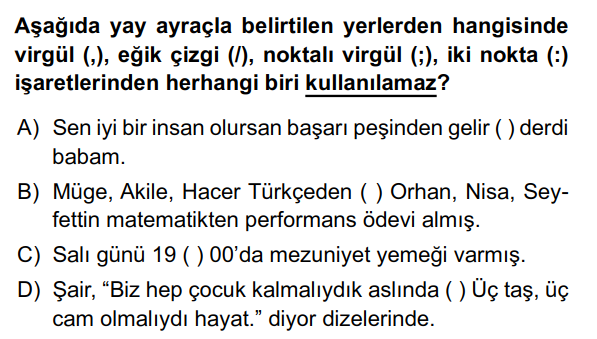 Aşağıda yay ayraçla belirtilen yerlerden hangisinde
virgül (,), eğik çizgi (/), noktalı virgül (;), iki nokta (:)
işaretlerinden herhangi biri kullanılamaz?
A) Sen iyi bir insan olursan başarı peşinden gelir ( ) derdi
babam.
B) Müge, Akile, Hacer Türkçeden ( ) Orhan, Nisa, Sey-
fettin matematikten performans ödevi almış.
C) Salı günü 19 ( ) 00’da mezuniyet yemeği varmış.
D) Şair, “Biz hep çocuk kalmalıydık aslında ( ) Üç taş, üç
cam olmalıydı hayat.” diyor dizelerinde.